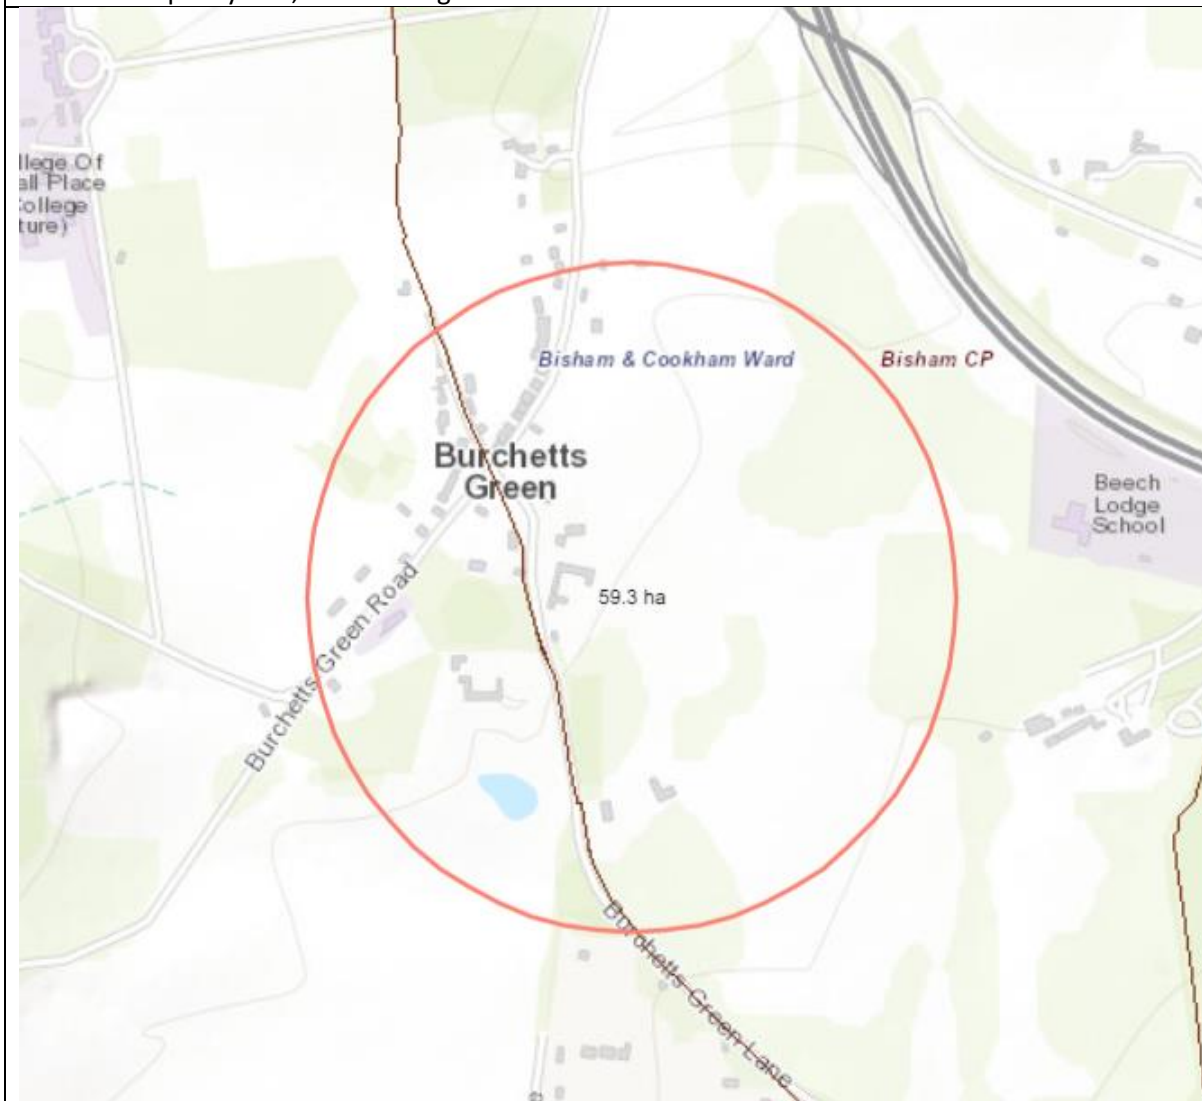 llege Of
all Place
College
ture)
Bisham & Cookham Ward
Bisham CP
Burchetts
Green
Beech
Lodge
School
59.3 ha
Burchetts Green Road
Burchetts Green Lane